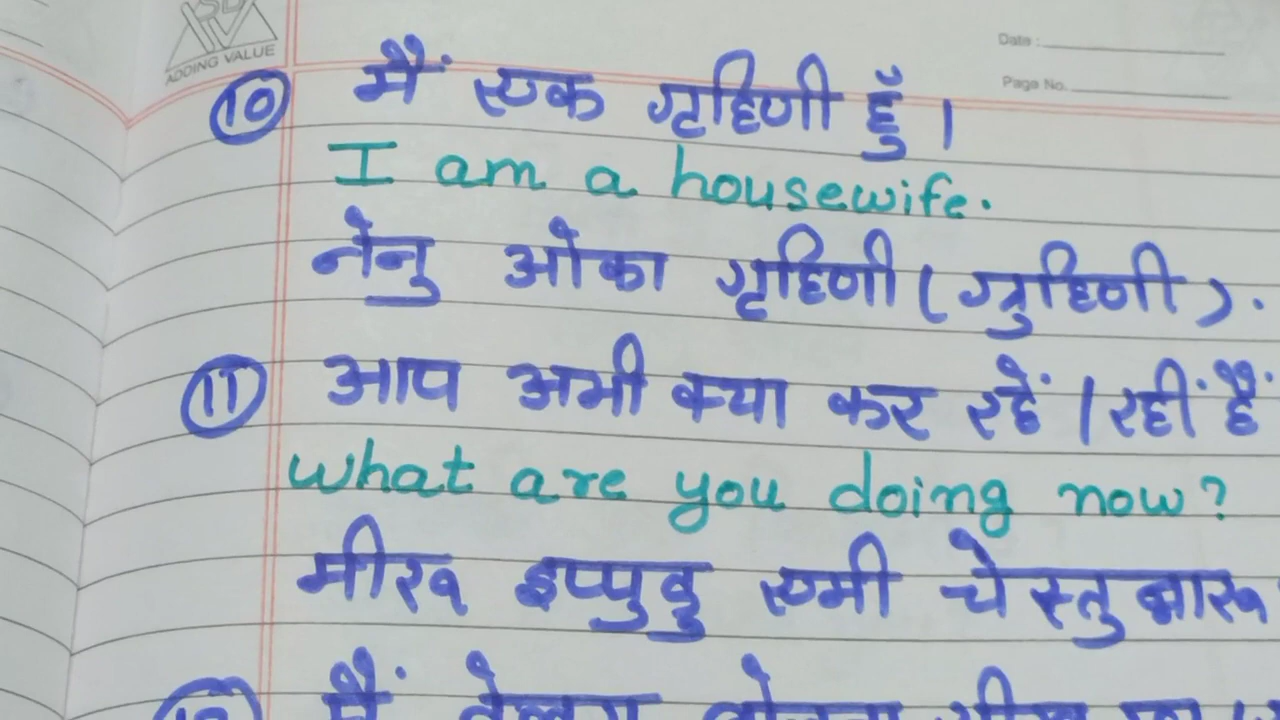 SD
ADDING VALUE
Date :
Page No.
10 मैं एक गृहिणी हूँ ।
I am a housewife.
नेनु ओका गृहिणी ( ग्रुहिणी ).
11 आप अभी क्या कर रहें / रहीं हैं
what are you doing now?
मीरु इप्पुडु एमी चेस्तुन्नारु
मैं